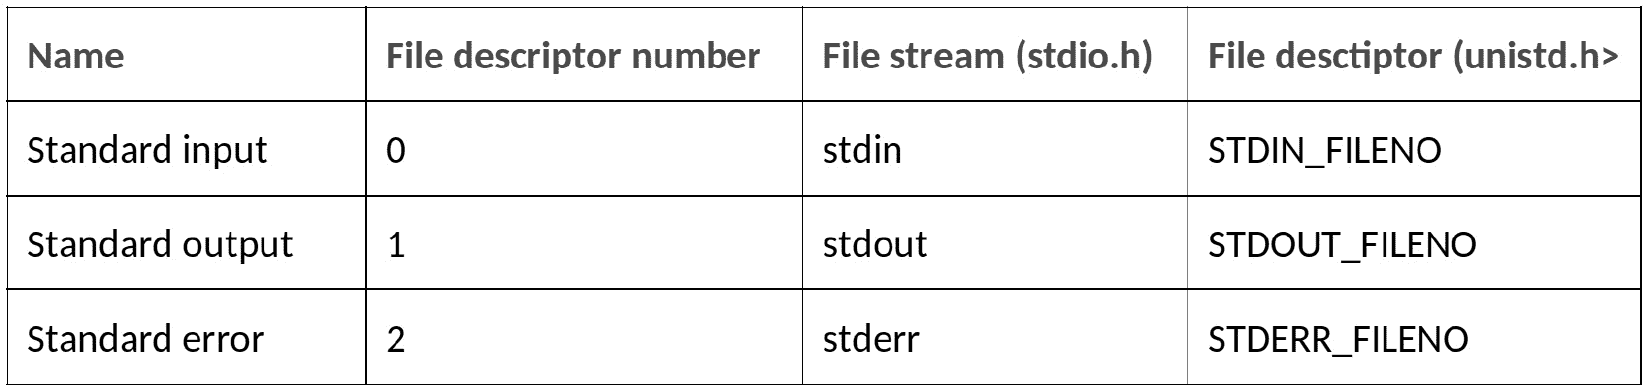 Name File descriptor number File stream (stdio.h) File desctiptor (unistd.h>
Standard input 0 stdin STDIN_FILENO
Standard output 1 stdout STDOUT_FILENO
Standard error 2 stderr STDERR_FILENO